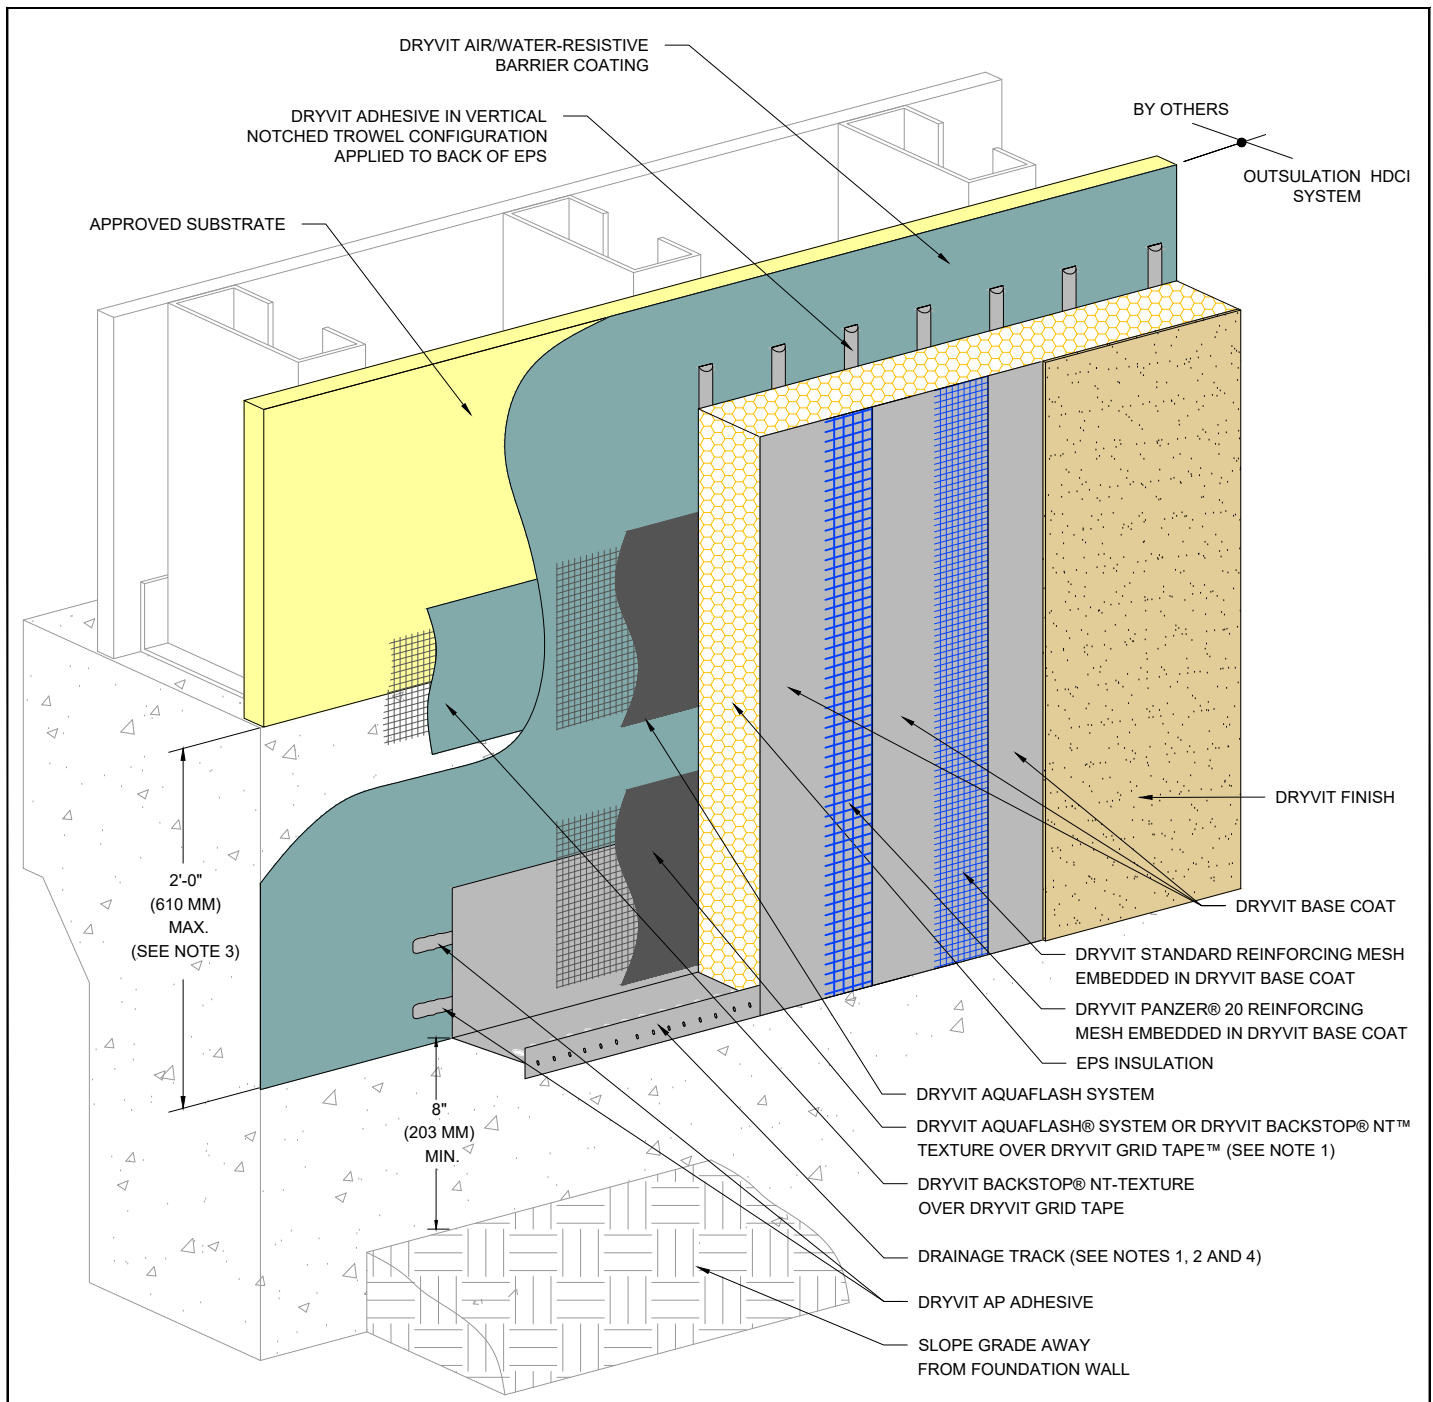 DRYVIT AIR/WATER-RESISTIVE
BARRIER COATING
DRYVIT ADHESIVE IN VERTICAL
NOTCHED TROWEL CONFIGURATION
APPLIED TO BACK OF EPS
APPROVED SUBSTRATE
BY OTHERS
OUTSULATION HDCI
SYSTEM
2'-0"
(610 MM)
MAX.
(SEE NOTE 3)
8"
(203 MM)
MIN.
DRYVIT FINISH
DRYVIT BASE COAT
DRYVIT STANDARD REINFORCING MESH
EMBEDDED IN DRYVIT BASE COAT
DRYVIT PANZER® 20 REINFORCING
MESH EMBEDDED IN DRYVIT BASE COAT
EPS INSULATION
DRYVIT AQUAFLASH SYSTEM
DRYVIT AQUAFLASH® SYSTEM OR DRYVIT BACKSTOP® NT™
TEXTURE OVER DRYVIT GRID TAPE™ (SEE NOTE 1)
DRYVIT BACKSTOP® NT-TEXTURE
OVER DRYVIT GRID TAPE
DRAINAGE TRACK (SEE NOTES 1, 2 AND 4)
DRYVIT AP ADHESIVE
SLOPE GRADE AWAY
FROM FOUNDATION WALL